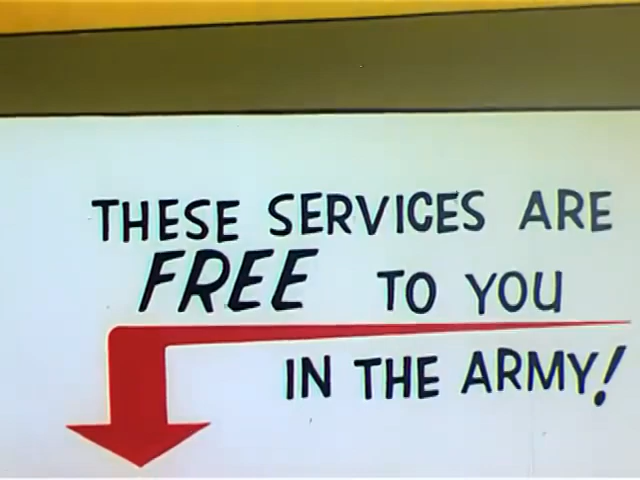 THESE SERVICES ARE
FREE TO YOU
IN THE ARMY!